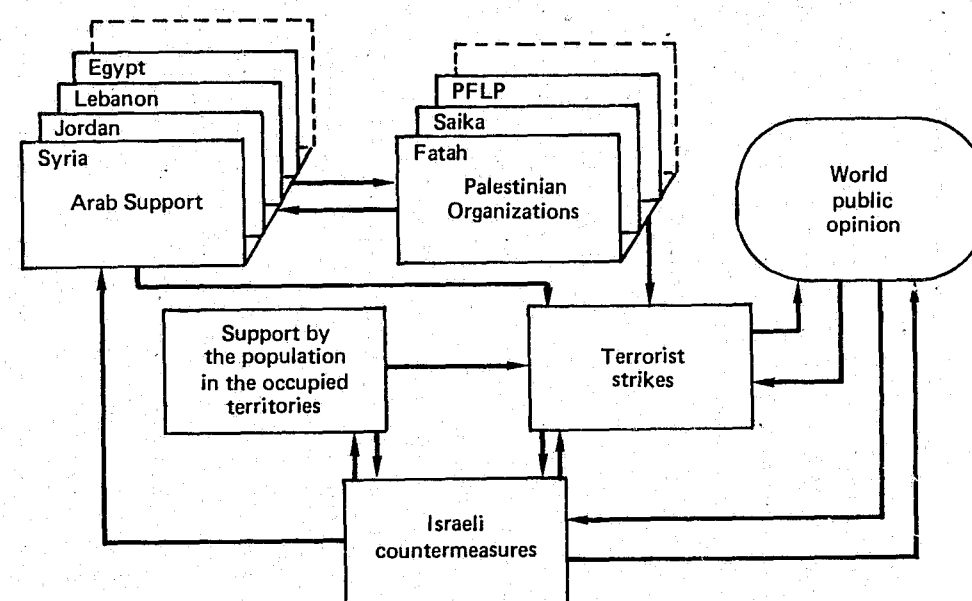 Egypt
Lebanon
Jordan
Syria
Arab Support
PFLP
Saika
Fatah
Palestinian
Organizations
World
public
opinion
Support by
the population
in the occupied
territories
Terrorist
strikes
Israeli
countermeasures